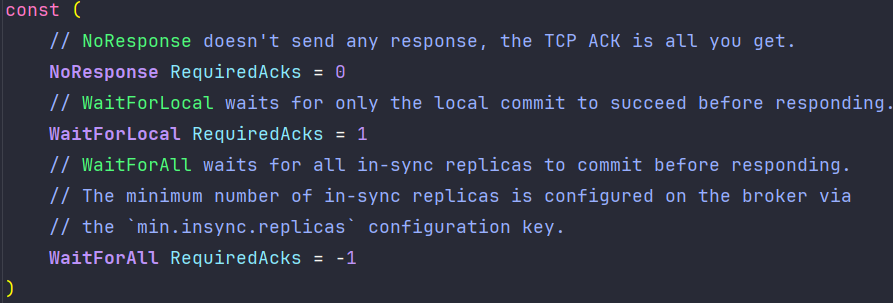 const (
// NoResponse doesn't send any response, the TCP ACK is all you get.
NoResponse RequiredAcks = 0
// WaitForLocal waits for only the local commit to succeed before responding.
WaitForLocal RequiredAcks = 1
// WaitForAll waits for all in-sync replicas to commit before responding.
// The minimum number of in-sync replicas is configured on the broker via
// the `min.insync.replicas` configuration key.
WaitForAll RequiredAcks = -1
)